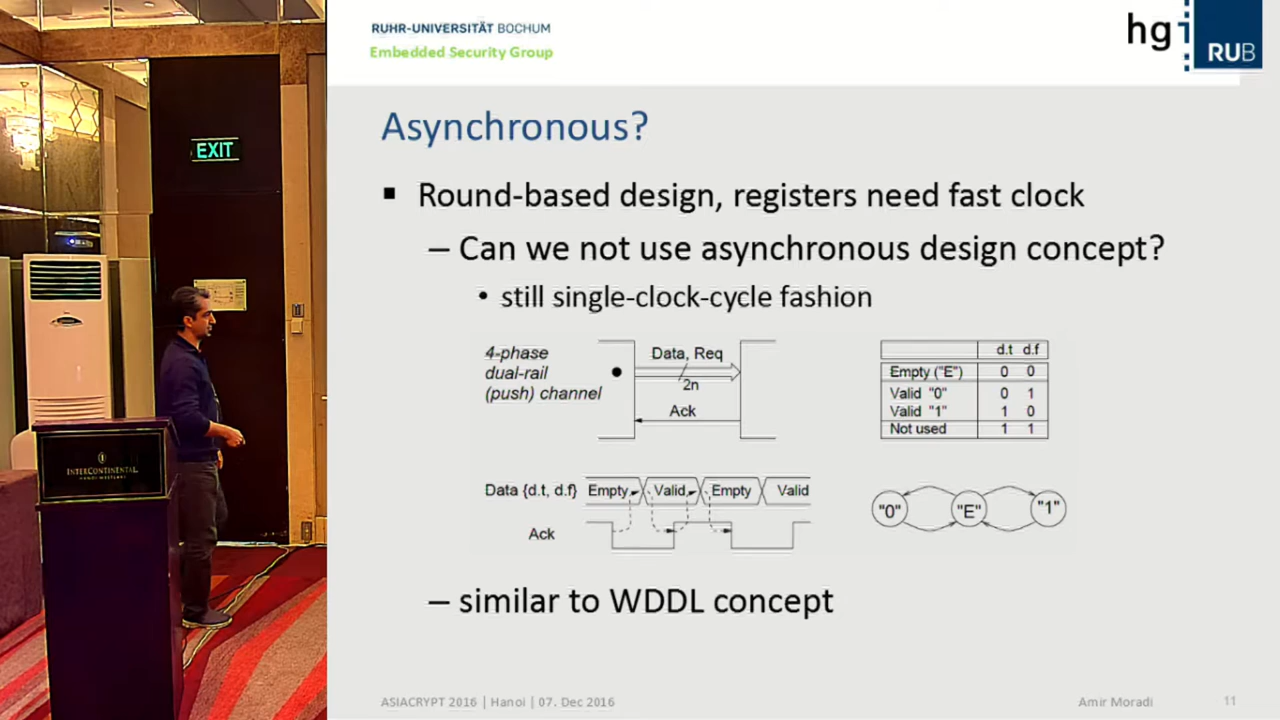 EXIT
INTERCONTINENTAL
RUHR-UNIVERSITÄT BOCHUM
Embedded Security Group
hgi
RUB
Asynchronous?
▪ Round-based design, registers need fast clock
– Can we not use asynchronous design concept?
• still single-clock-cycle fashion
4-phase
dual-rail
(push) channel
Data, Req
2n
Ack
d.t d.f
Empty ("E") 0 0
Valid "0" 0 1
Valid "1" 1 0
Not used 1 1
Data {d.t, d.f} Empty Valid Empty Valid
Ack
"0" "E" "1"
– similar to WDDL concept
ASIACRYPT 2016 | Hanoi | 07. Dec 2016 Amir Moradi 11